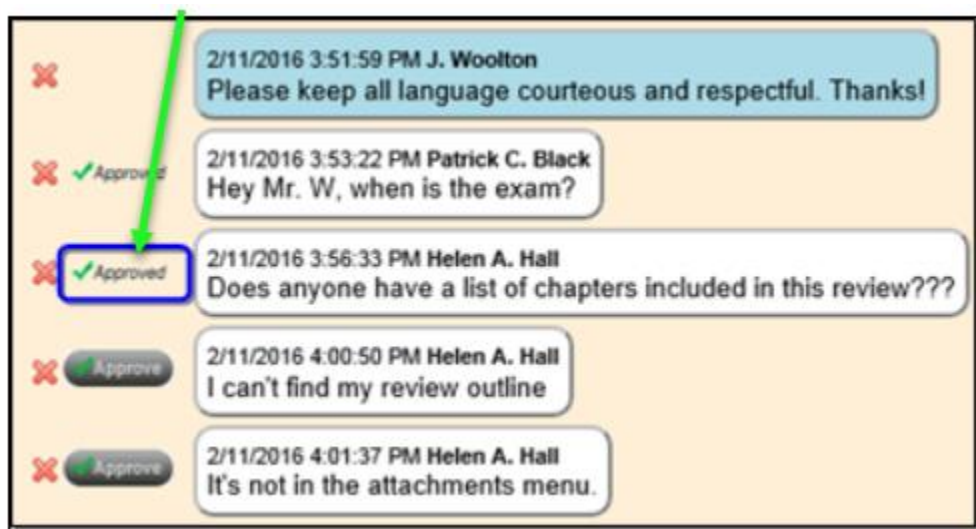 2/11/2016 3:51:59 PM J. Woolton
Please keep all language courteous and respectful. Thanks!
Approved
2/11/2016 3:53:22 PM Patrick C. Black
Hey Mr. W, when is the exam?
Approved
2/11/2016 3:56:33 PM Helen A. Hall
Does anyone have a list of chapters included in this review???
Approve
2/11/2016 4:00:50 PM Helen A. Hall
I can't find my review outline
Approve
2/11/2016 4:01:37 PM Helen A. Hall
It's not in the attachments menu.